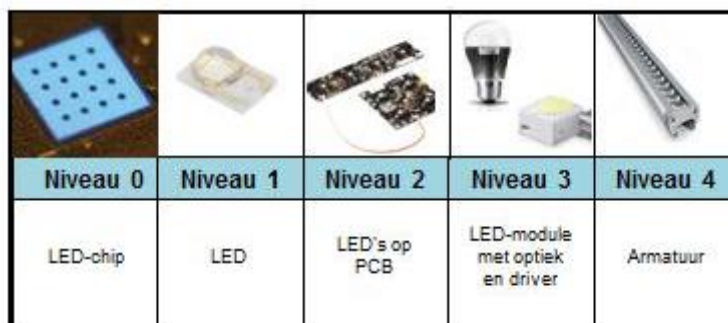 Niveau 0 Niveau 1 Niveau 2 Niveau 3 Niveau 4
LED-chip
LED
LED's op
PCB
LED-module
met optiek
en driver
Armatuur